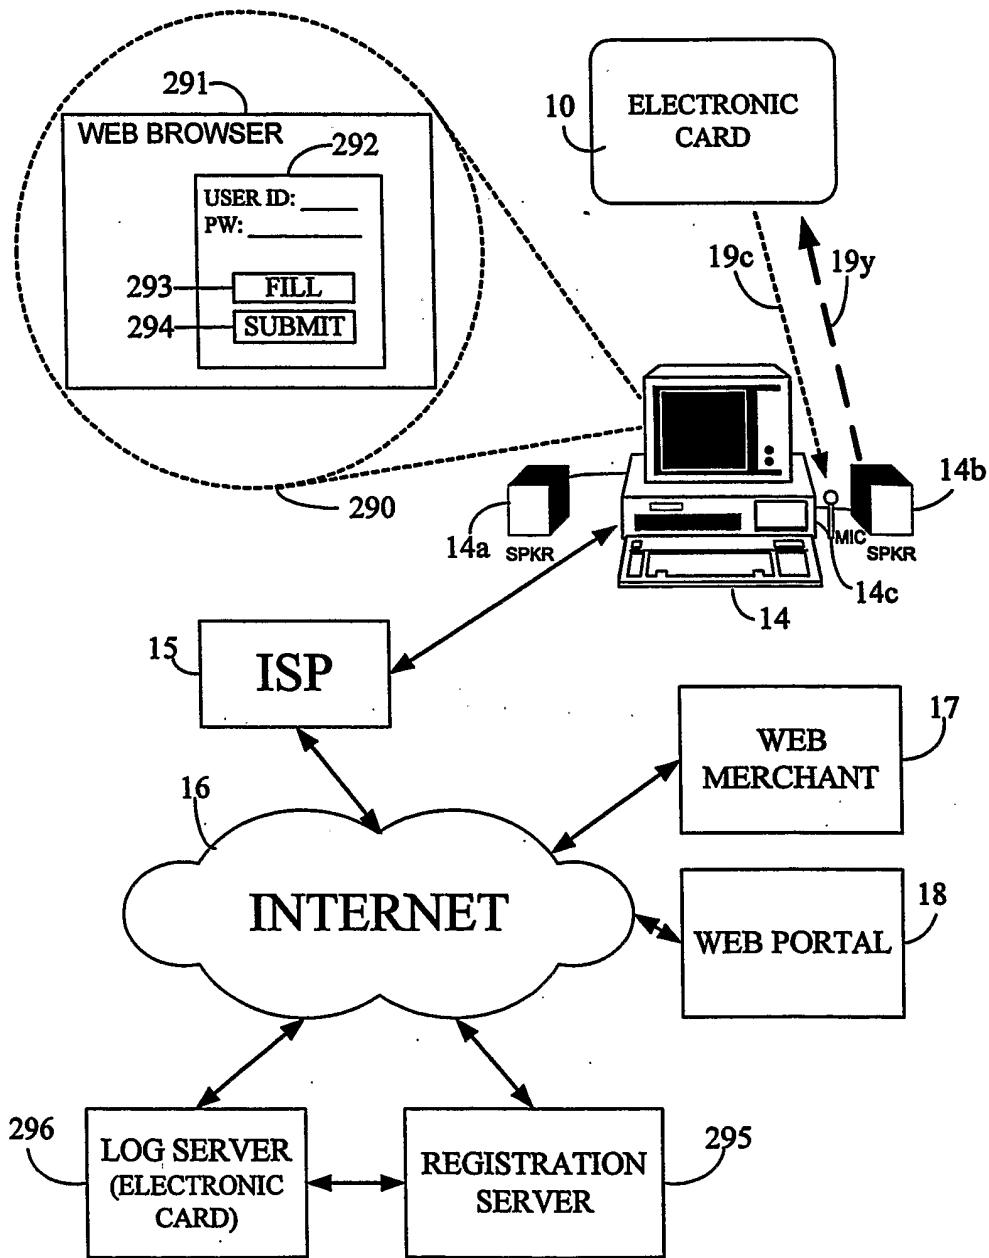 291
WEB BROWSER
292
USER ID:
PW:
293
FILL
294
SUBMIT
290
10
ELECTRONIC
CARD
19c
19y
14a
SPKR
MIC
14b
SPKR
14c
14
15
ISP
16
INTERNET
17
WEB
MERCHANT
18
WEB PORTAL
296
LOG SERVER
(ELECTRONIC
CARD)
295
REGISTRATION
SERVER